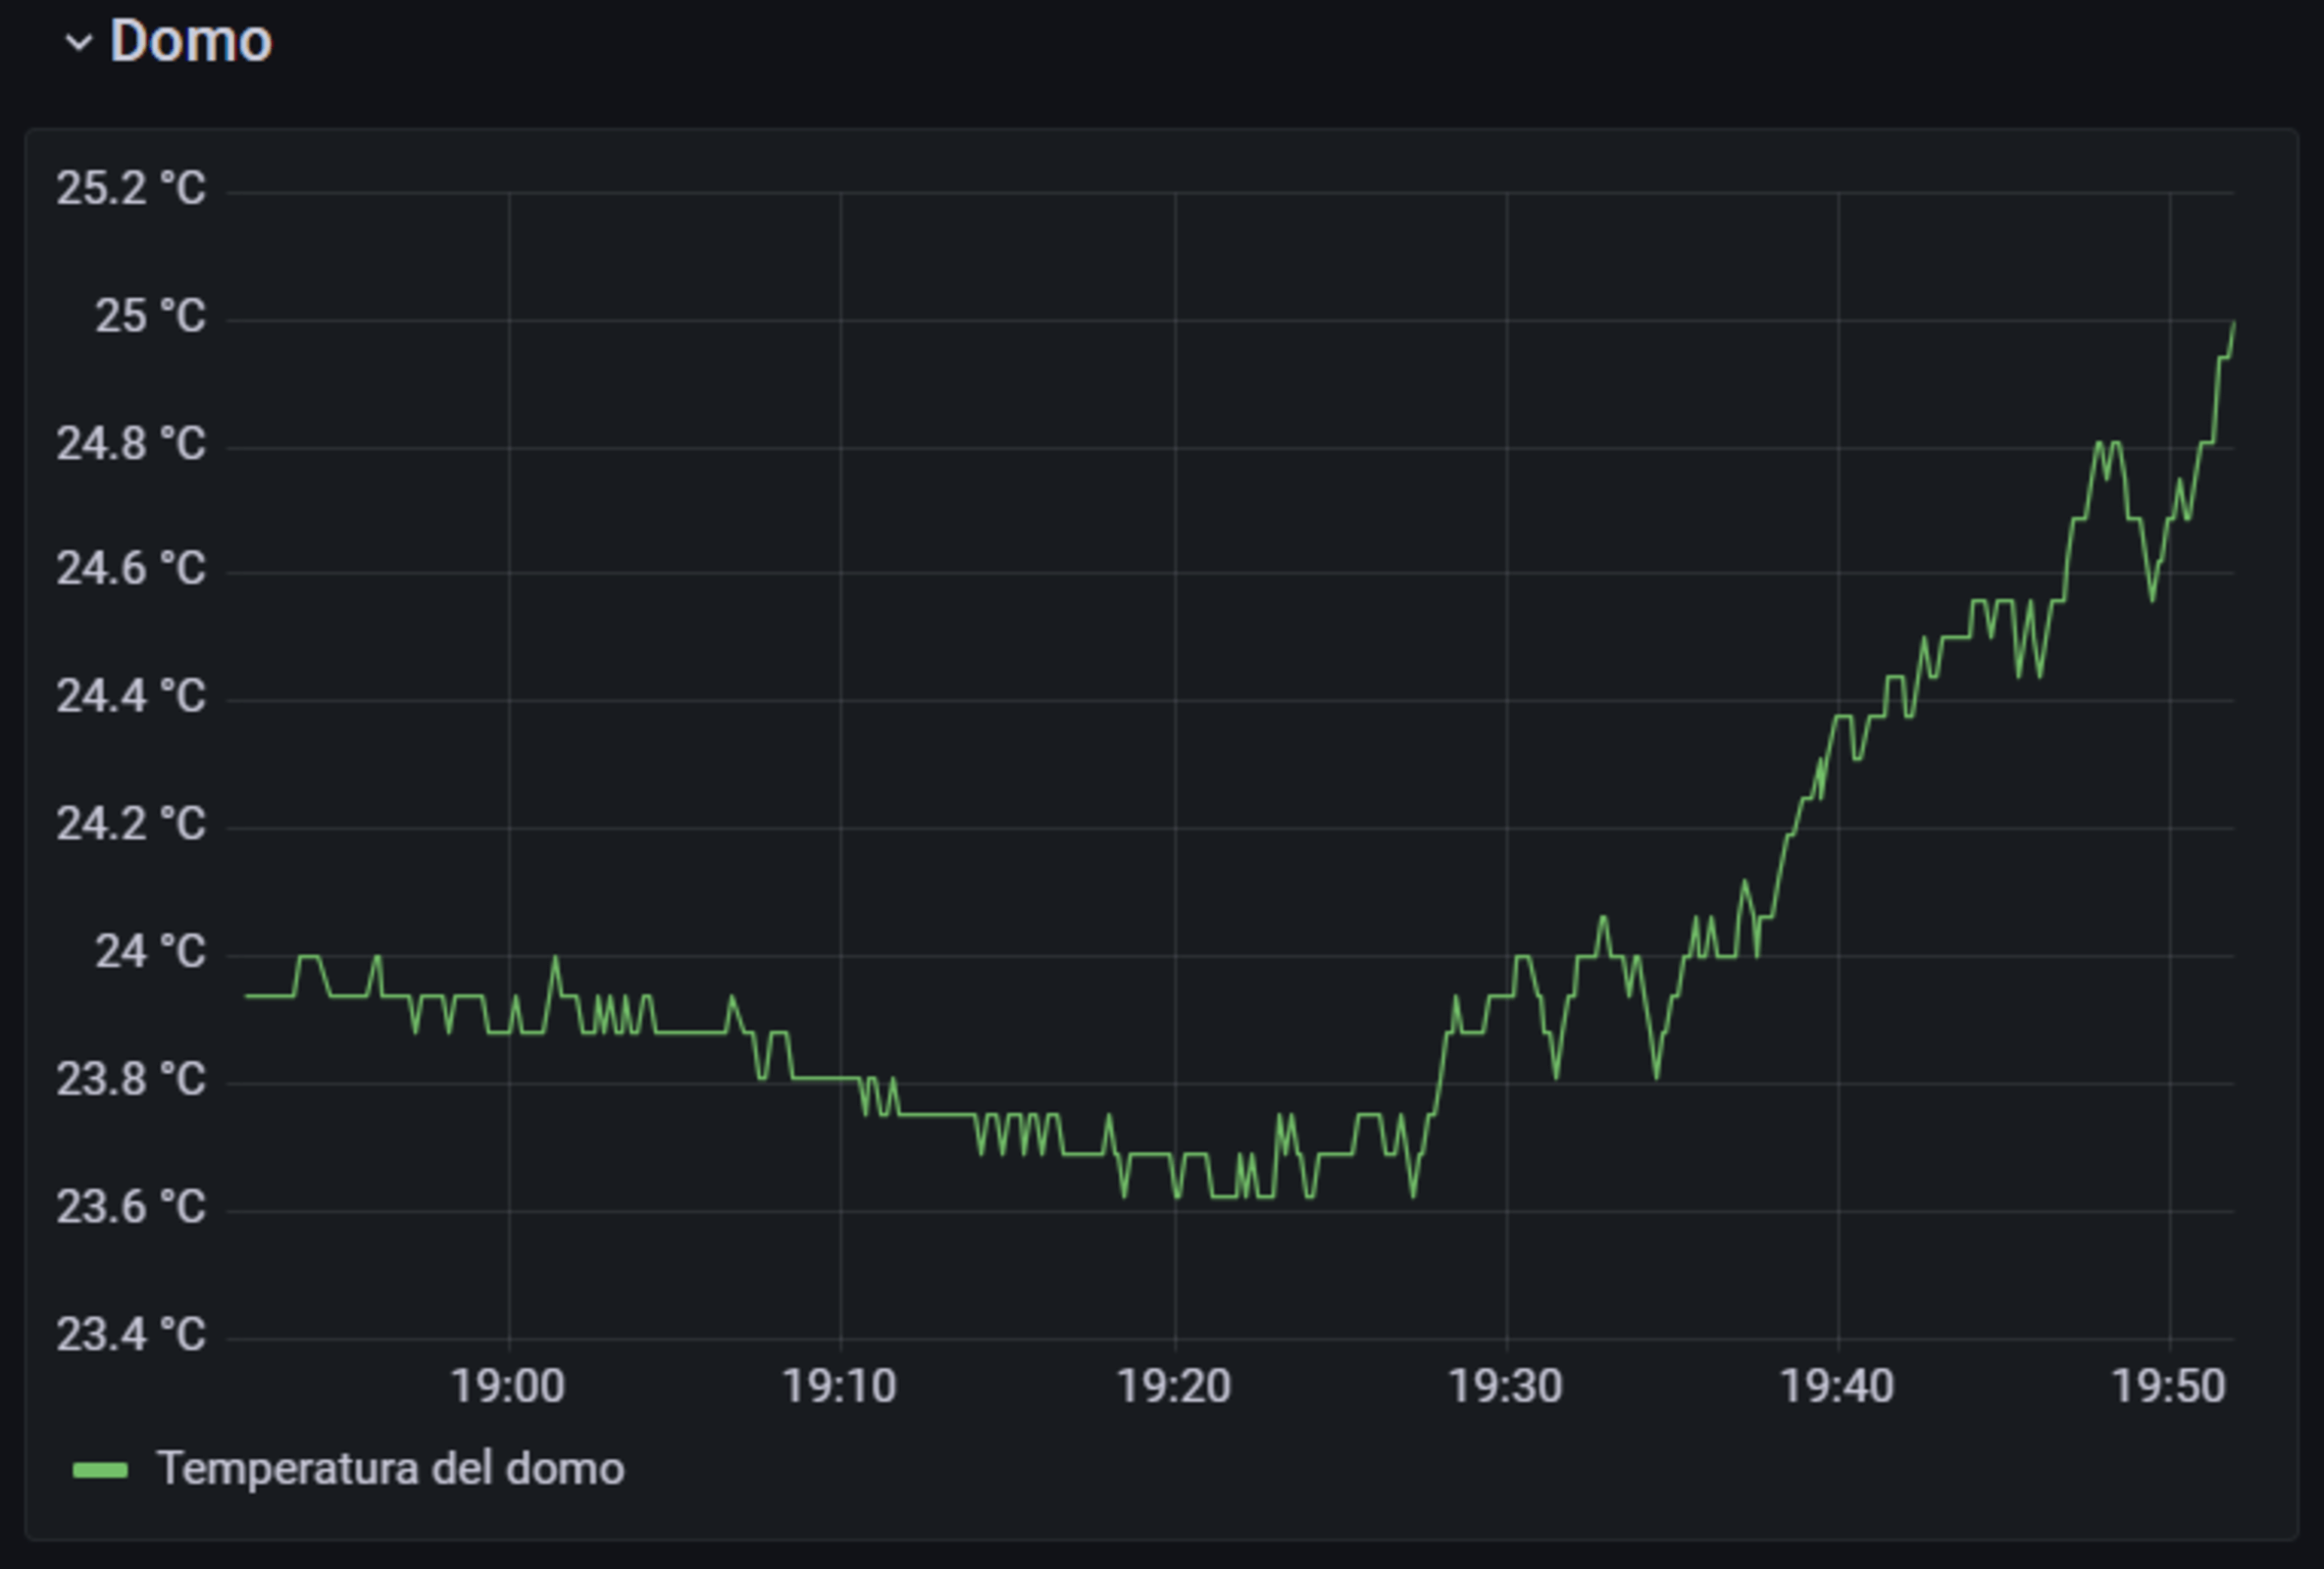 Domo
25.2 °C
25 °C
24.8 °C
24.6 °C
24.4 °C
24.2 °C
24 °C
23.8 °C
23.6 °C
23.4 °C
19:00 19:10 19:20 19:30 19:40 19:50
Temperatura del domo